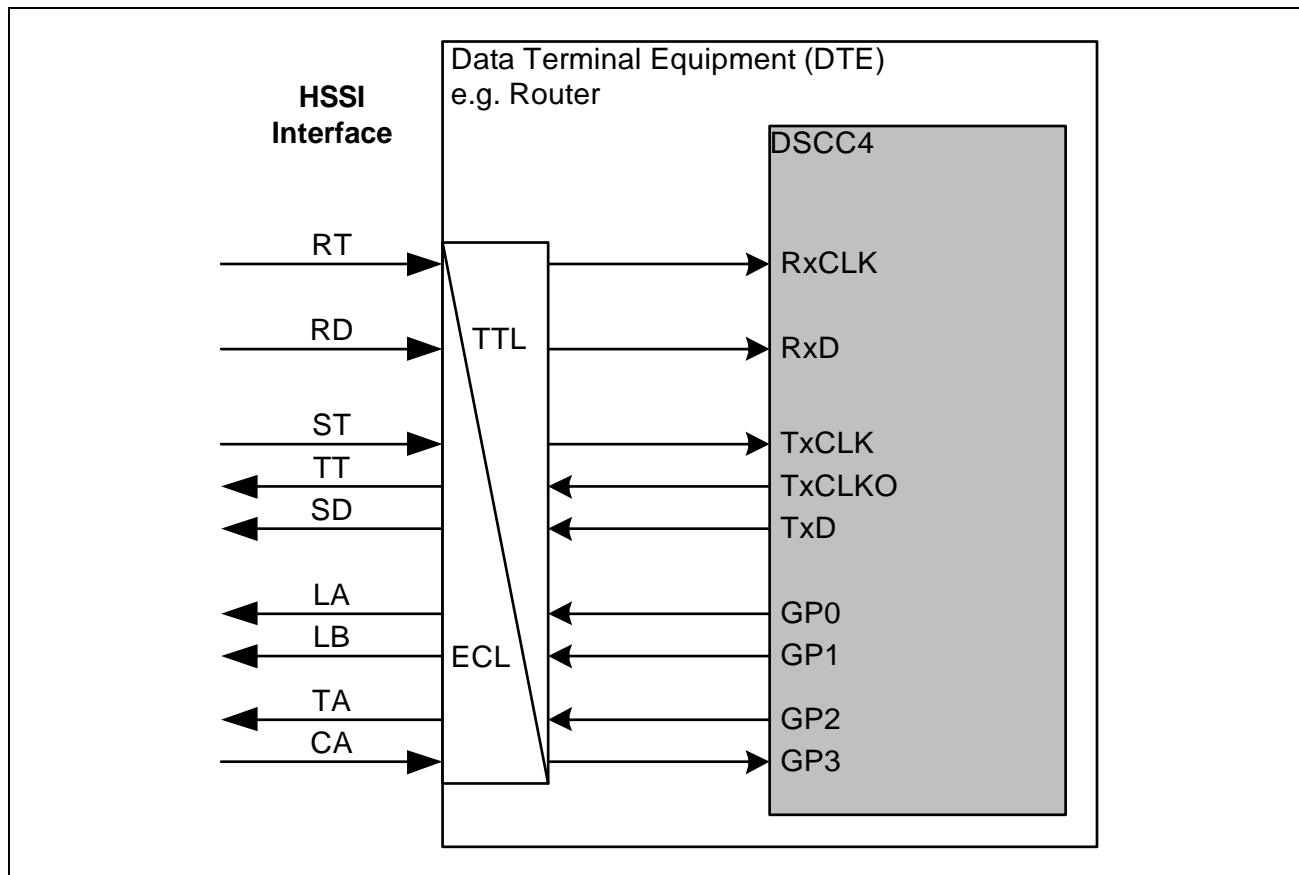 Data Terminal Equipment (DTE)
e.g. Router
HSSI
Interface
DSCC4
RT
RxCLK
RD
TTL
RxD
ST
TxCLK
TT
TxCLKO
SD
TxD
LA
GP0
LB
ECL
GP1
TA
GP2
CA
GP3